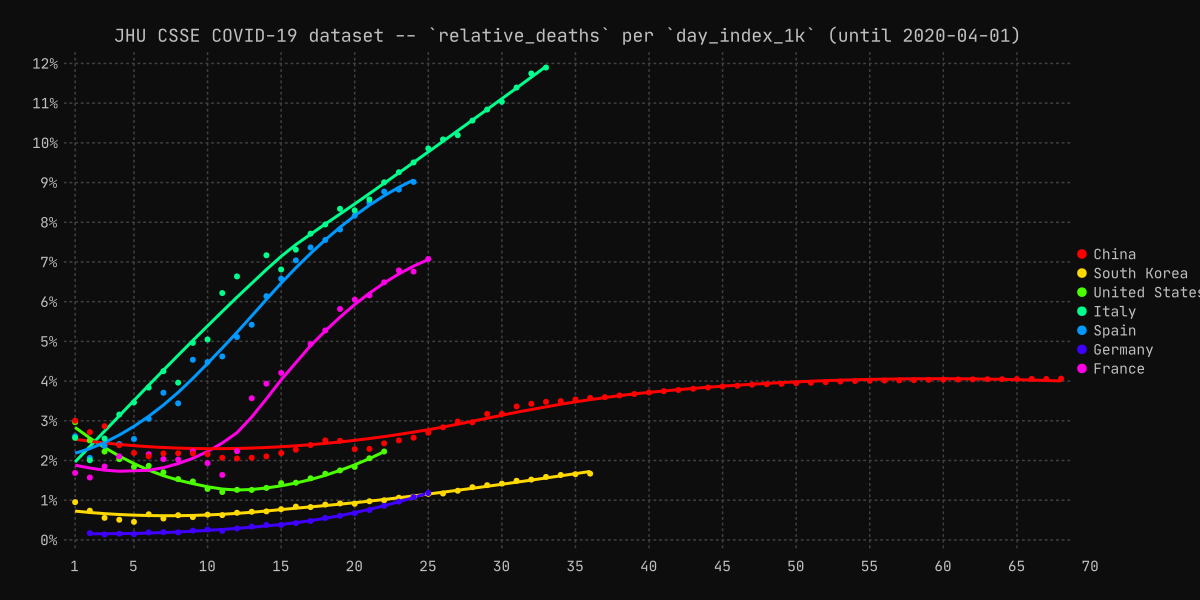 JHU CSSE COVID-19 dataset -- `relative_deaths` per `day_index_1k` (until 2020-04-01)
12%
11%
10%
9%
8%
7%
6%
5%
4%
3%
2%
1%
0%
1 5 10 15 20 25 30 35 40 45 50 55 60 65 70
China
South Korea
United States
Italy
Spain
Germany
France